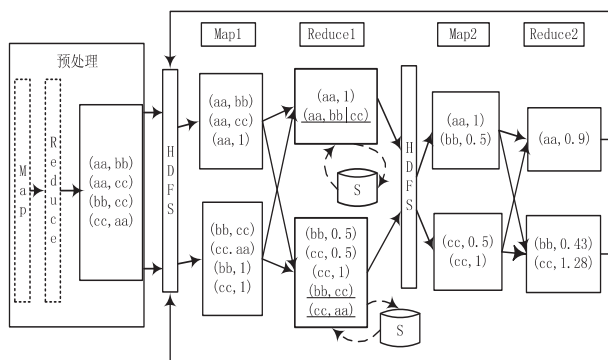 预处理
Map
Reduce
(aa, bb)
(aa, cc)
(bb, cc)
(cc, aa)
HDFS
Map1
(aa, bb)
(aa, cc)
(aa, 1)
(bb, cc)
(cc. aa)
(bb, 1)
(cc, 1)
Reduce1
(aa, 1)
(aa, bb|cc)
S
(bb, 0.5)
(cc, 0.5)
(cc, 1)
(bb, cc)
(cc, aa)
S
HDFS
Map2
(aa, 1)
(bb, 0.5)
(cc, 0.5)
(cc, 1)
Reduce2
(aa, 0.9)
(bb, 0.43)
(cc, 1.28)